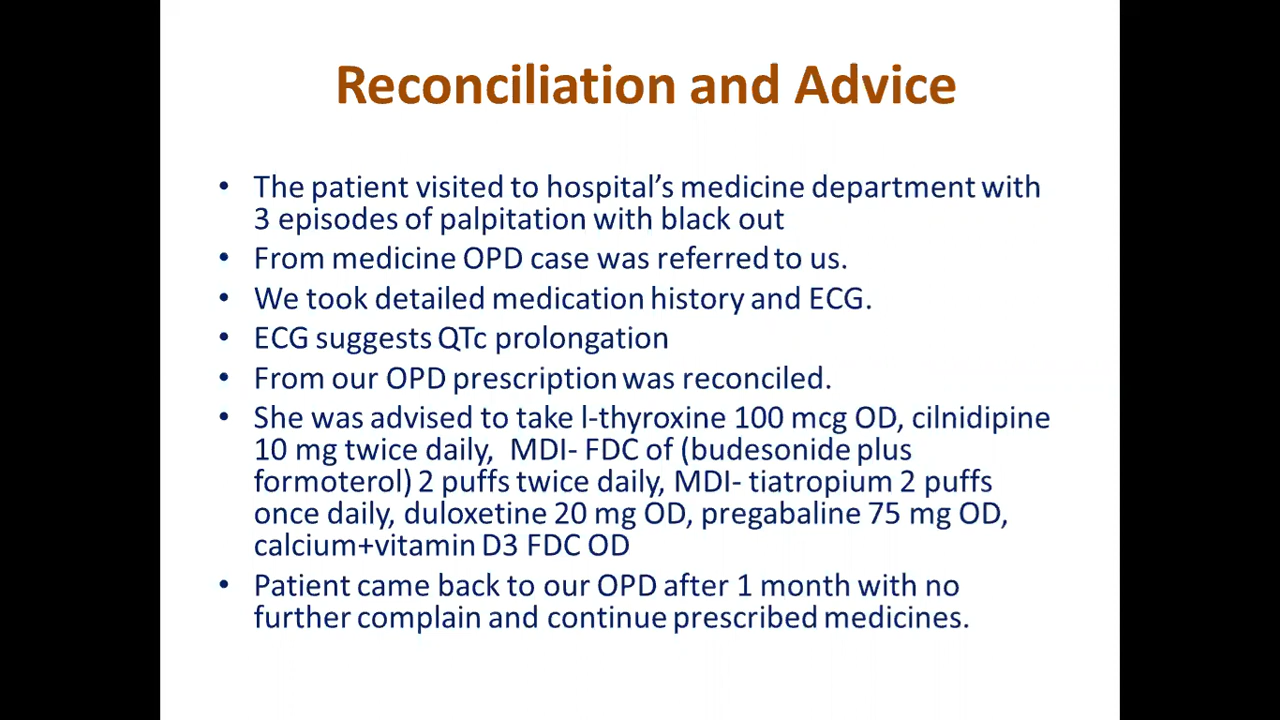 Reconciliation and Advice
• The patient visited to hospital’s medicine department with
3 episodes of palpitation with black out
• From medicine OPD case was referred to us.
• We took detailed medication history and ECG.
• ECG suggests QTc prolongation
• From our OPD prescription was reconciled.
• She was advised to take l-thyroxine 100 mcg OD, cilnidipine
10 mg twice daily, MDI- FDC of (budesonide plus
formoterol) 2 puffs twice daily, MDI- tiatropium 2 puffs
once daily, duloxetine 20 mg OD, pregabaline 75 mg OD,
calcium+vitamin D3 FDC OD
• Patient came back to our OPD after 1 month with no
further complain and continue prescribed medicines.